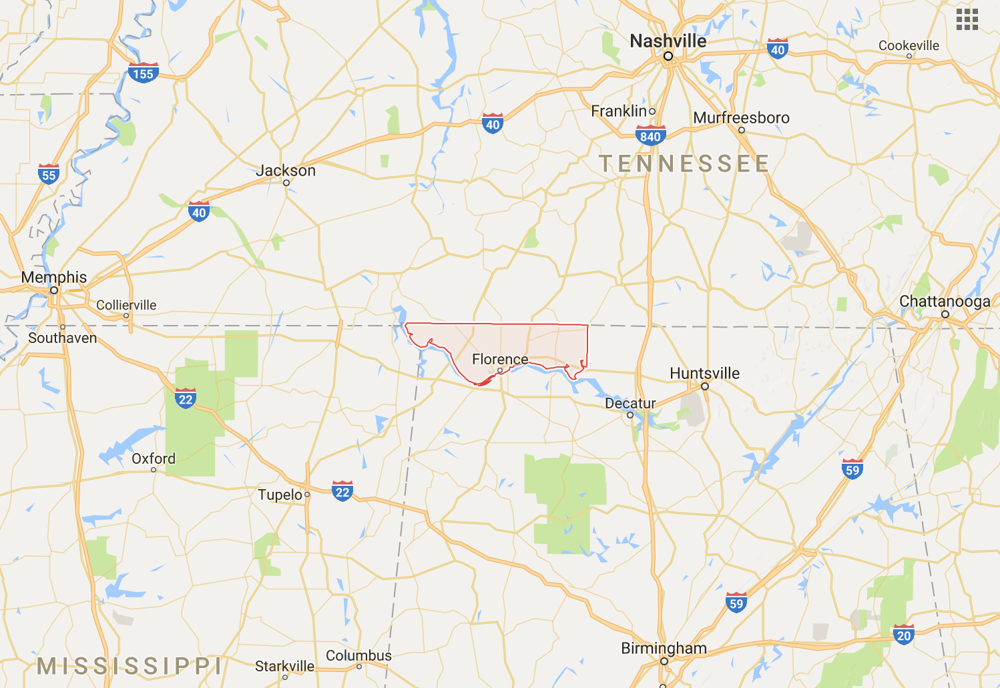 Nashville
40
Cookeville
155
Franklin
Murfreesboro
40
840
TENNESSEE
55
Jackson
40
Memphis
Collierville
Chattanooga
Southaven
Florence
Huntsville
22
Decatur
Oxford
59
Tupelo
22
59
20
Birmingham
Columbus
MISSISSIPPI
Starkville